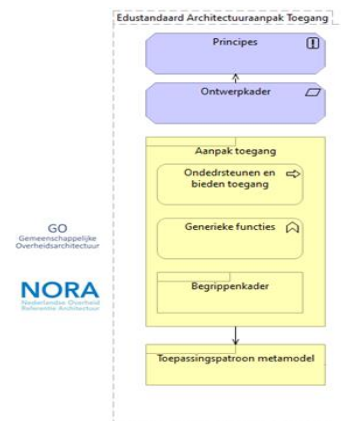 Edustandaard Architectuuraanpak Toegang
Principes
Ontwerpkader
Aanpak toegang
Ondedrsteunen en
bieden toegang
Generieke functies
Begrippenkader
Toepassingspatroon metamodel
GO
Gemeenschappelijke
Overheidsarchitectuur
NORA
Nederlandse Overheid
Referentie Architectuur